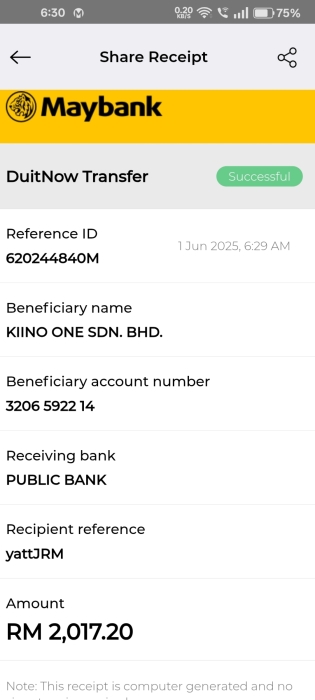 6:30
0.20
KB/S
75%
Share Receipt
Maybank
DuitNow Transfer
Successful
Reference ID
1 Jun 2025, 6:29 AM
620244840M
Beneficiary name
KIINO ONE SDN. BHD.
Beneficiary account number
3206 5922 14
Receiving bank
PUBLIC BANK
Recipient reference
yattJRM
Amount
RM 2,017.20
Note: This receipt is computer generated and no